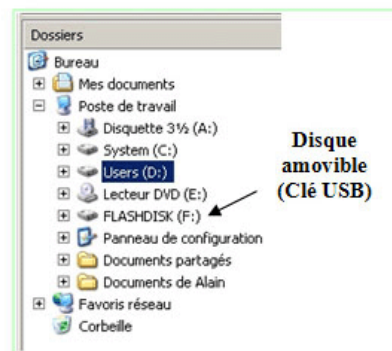 Dossiers
Bureau
Mes documents
Poste de travail
Disquette 3½ (A:)
System (C:)
Users (D:)
Lecteur DVD (E:)
FLASHDISK (F:)
Panneau de configuration
Documents partagés
Documents de Alain
Favoris réseau
Corbeille
Disque
amovible
(Clé USB)